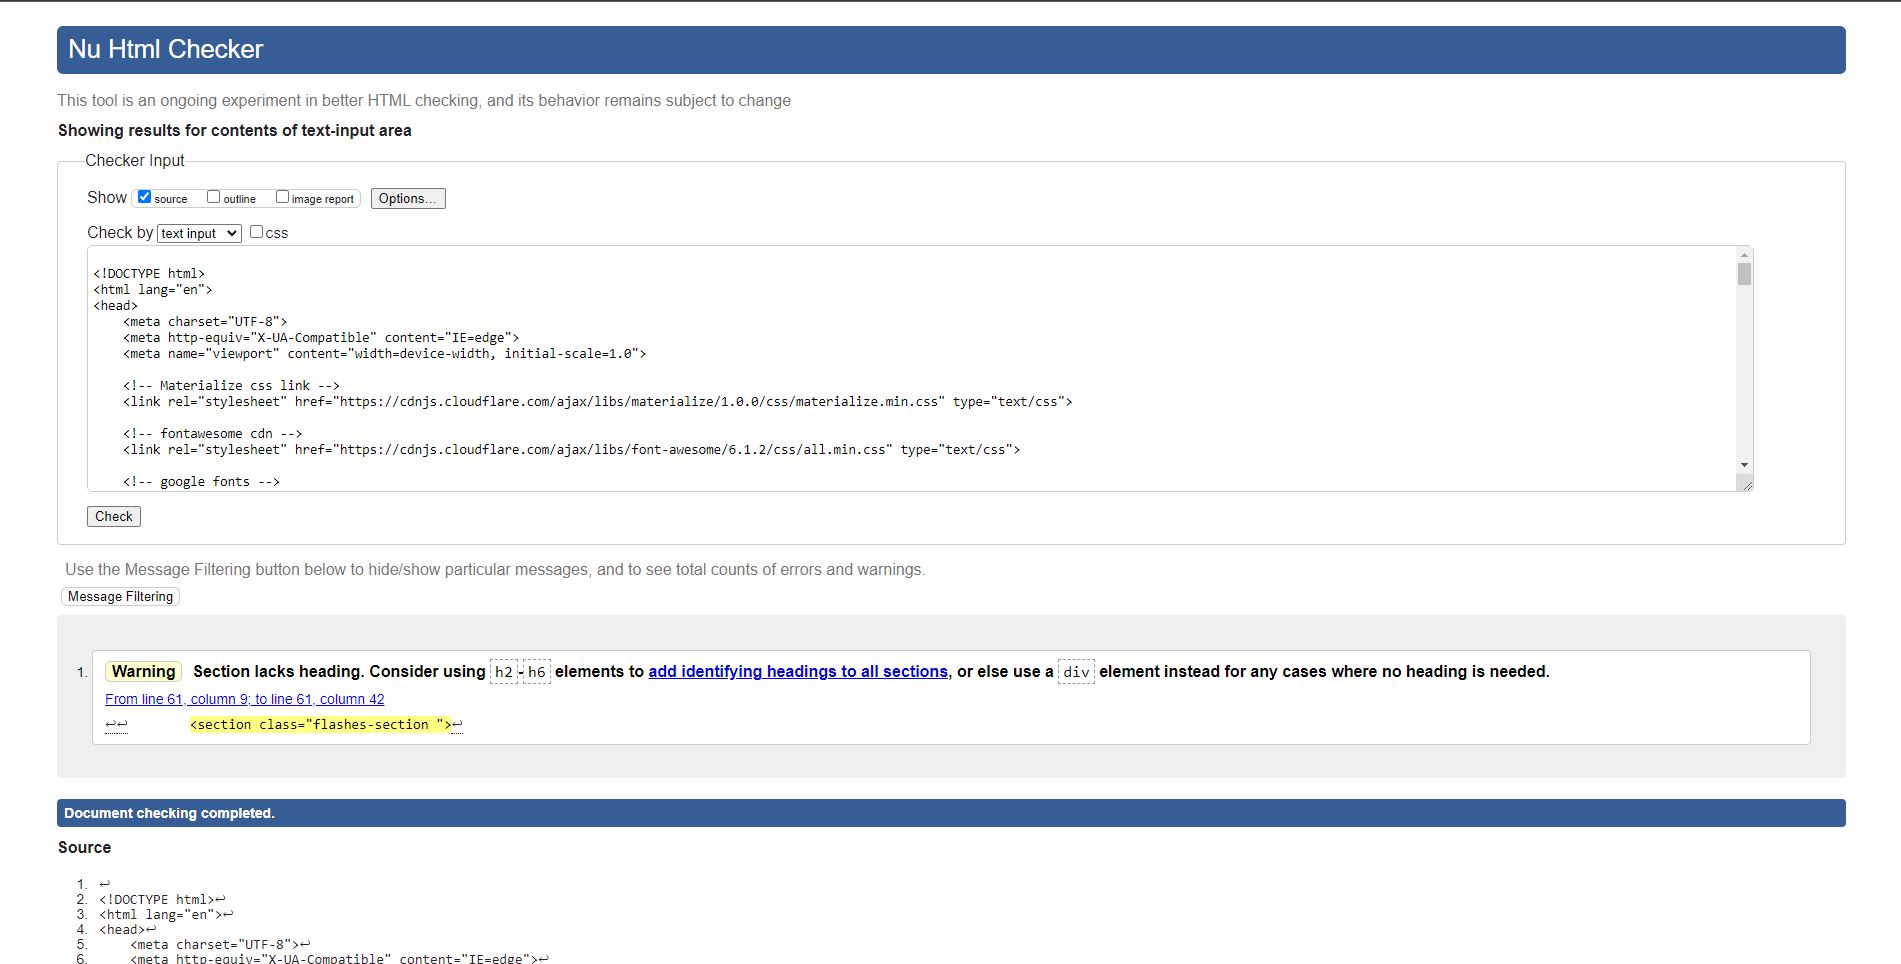 Nu Html Checker
This tool is an ongoing experiment in better HTML checking, and its behavior remains subject to change
Showing results for contents of text-input area
Checker Input
Show source outline image report Options...
Check by text input css
<!DOCTYPE html>
<html lang="en">
<head>
    <meta charset="UTF-8">
    <meta http-equiv="X-UA-Compatible" content="IE=edge">
    <meta name="viewport" content="width=device-width, initial-scale=1.0">
    <!-- Materialize css link -->
    <link rel="stylesheet" href="https://cdnjs.cloudflare.com/ajax/libs/materialize/1.0.0/css/materialize.min.css" type="text/css">
    <!-- fontawesome cdn -->
    <link rel="stylesheet" href="https://cdnjs.cloudflare.com/ajax/libs/font-awesome/6.1.2/css/all.min.css" type="text/css">
    <!-- google fonts -->
Check
Use the Message Filtering button below to hide/show particular messages, and to see total counts of errors and warnings.
Message Filtering
1. Warning Section lacks heading. Consider using h2-h6 elements to add identifying headings to all sections, or else use a div element instead for any cases where no heading is needed.
From line 61, column 9; to line 61, column 42
↩↩        <section class="flashes-section ">↩
Document checking completed.
Source
1. ↩
2. <!DOCTYPE html>↩
3. <html lang="en">↩
4. <head>↩
5.     <meta charset="UTF-8">↩
6.     <meta http-equiv="X-UA-Compatible" content="IE=edge">↩